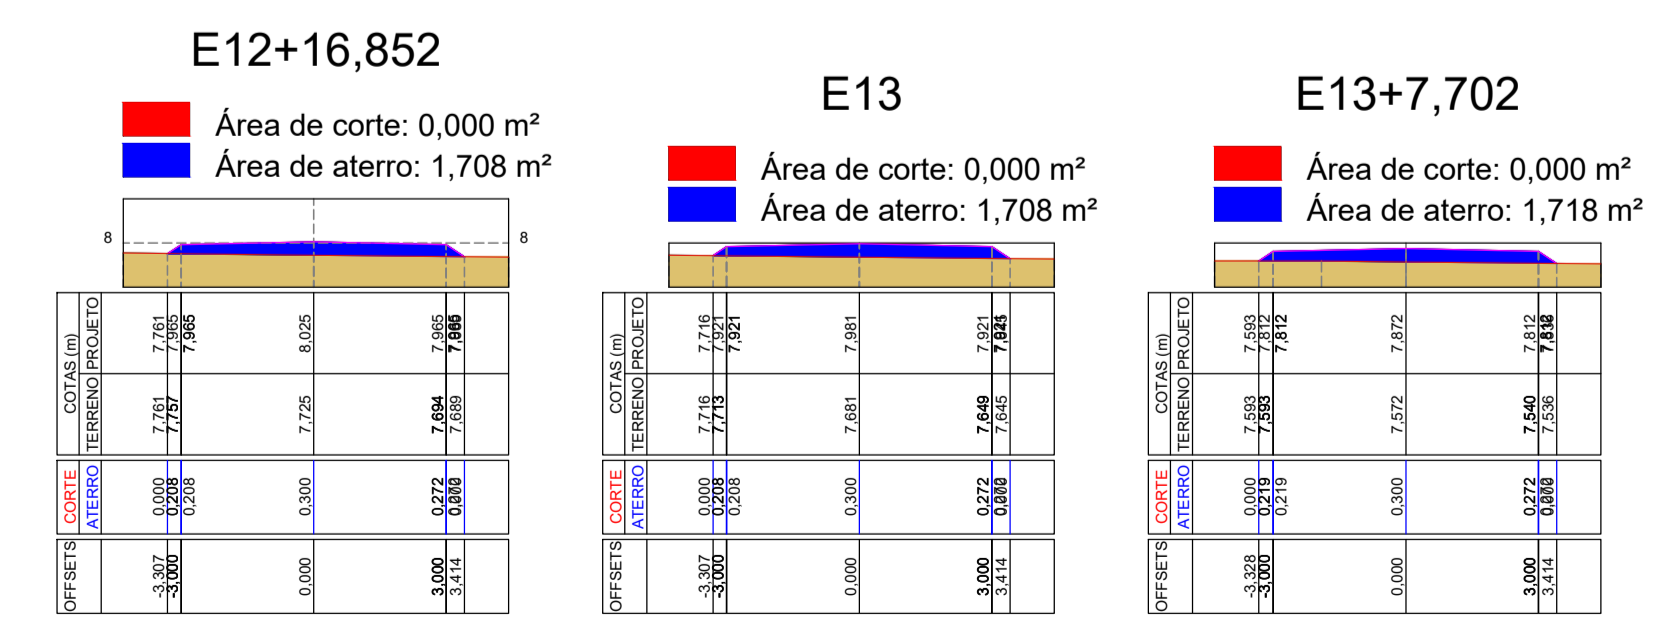 E12+16,852
Área de corte: 0,000 m²
Área de aterro: 1,708 m²
8 8
COTAS (m)
PROJETO
7,761 7,965 7,965 8,025 7,965
TERRENO
7,761 7,757 7,725 7,694 7,689
CORTE
ATERRO
0,000 0,208 0,208 0,300 0,272
OFFSETS
-3,307 -3,000 0,000 3,000 3,414
E13
Área de corte: 0,000 m²
Área de aterro: 1,708 m²
COTAS (m)
PROJETO
7,716 7,921 7,921 7,981 7,921
TERRENO
7,716 7,713 7,681 7,649 7,645
CORTE
ATERRO
0,000 0,208 0,208 0,300 0,272
OFFSETS
-3,307 -3,000 0,000 3,000 3,414
E13+7,702
Área de corte: 0,000 m²
Área de aterro: 1,718 m²
COTAS (m)
PROJETO
7,593 7,812 7,812 7,872 7,812
TERRENO
7,593 7,593 7,572 7,540 7,536
CORTE
ATERRO
0,000 0,219 0,219 0,300 0,272
OFFSETS
-3,328 -3,000 0,000 3,000 3,414